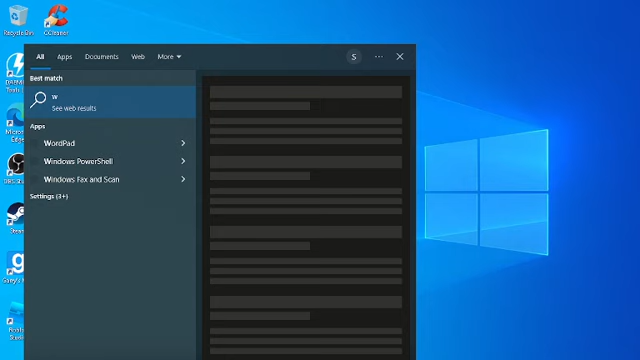 Recycle Bin
CCleaner
All
Apps
Documents
Web
More
S
Best match
w
See web results
Apps
WordPad
Windows PowerShell
Windows Fax and Scan
Settings (3+)
Edge